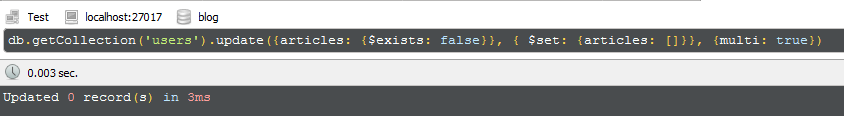 Test localhost:27017 blog
db.getCollection('users').update({articles: {$exists: false}}, { $set: {articles: []}}, {multi: true})
0.003 sec.
Updated 0 record(s) in 3ms